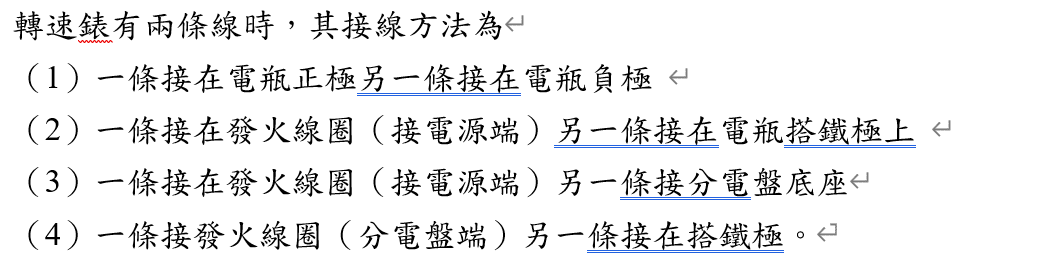 轉速錶有兩條線時，其接線方法為↵
（1）一條接在電瓶正極另一條接在電瓶負極 ↵
（2）一條接在發火線圈（接電源端）另一條接在電瓶搭鐵極上 ↵
（3）一條接在發火線圈（接電源端）另一條接分電盤底座↵
（4）一條接發火線圈（分電盤端）另一條接在搭鐵極。↵